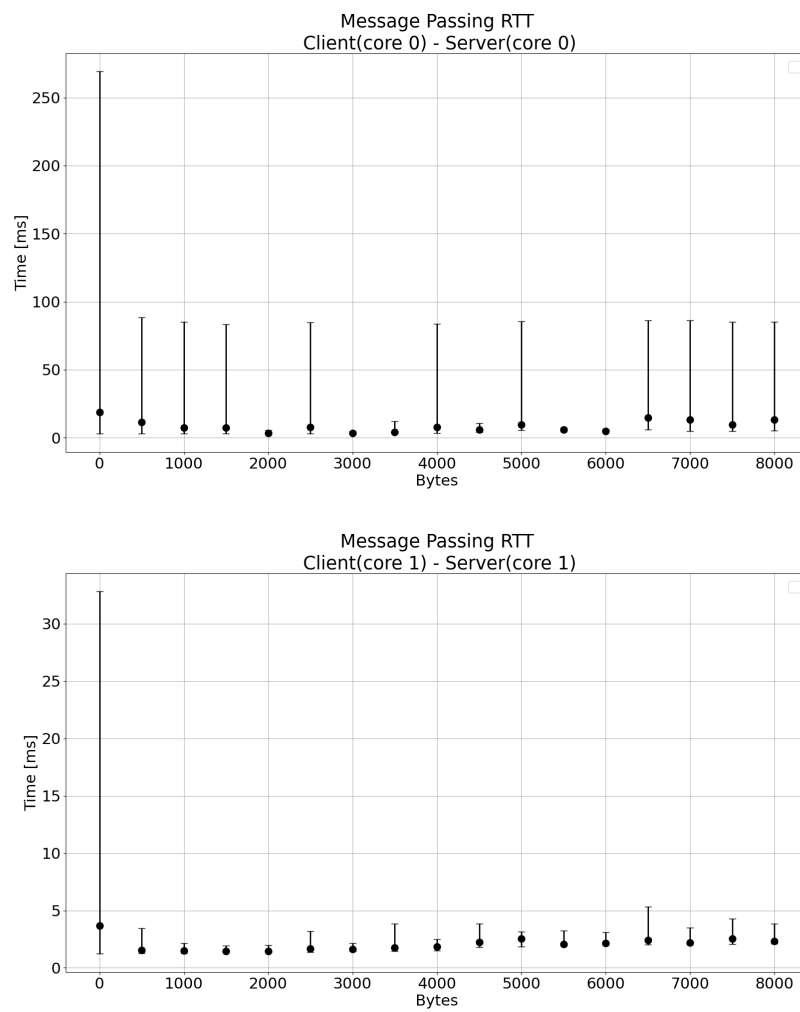 Message Passing RTT
Client(core 0) - Server(core 0)
Time [ms]
250
200
150
100
50
0
0 1000 2000 3000 4000 5000 6000 7000 8000
Bytes
Message Passing RTT
Client(core 1) - Server(core 1)
Time [ms]
30
25
20
15
10
5
0
0 1000 2000 3000 4000 5000 6000 7000 8000
Bytes